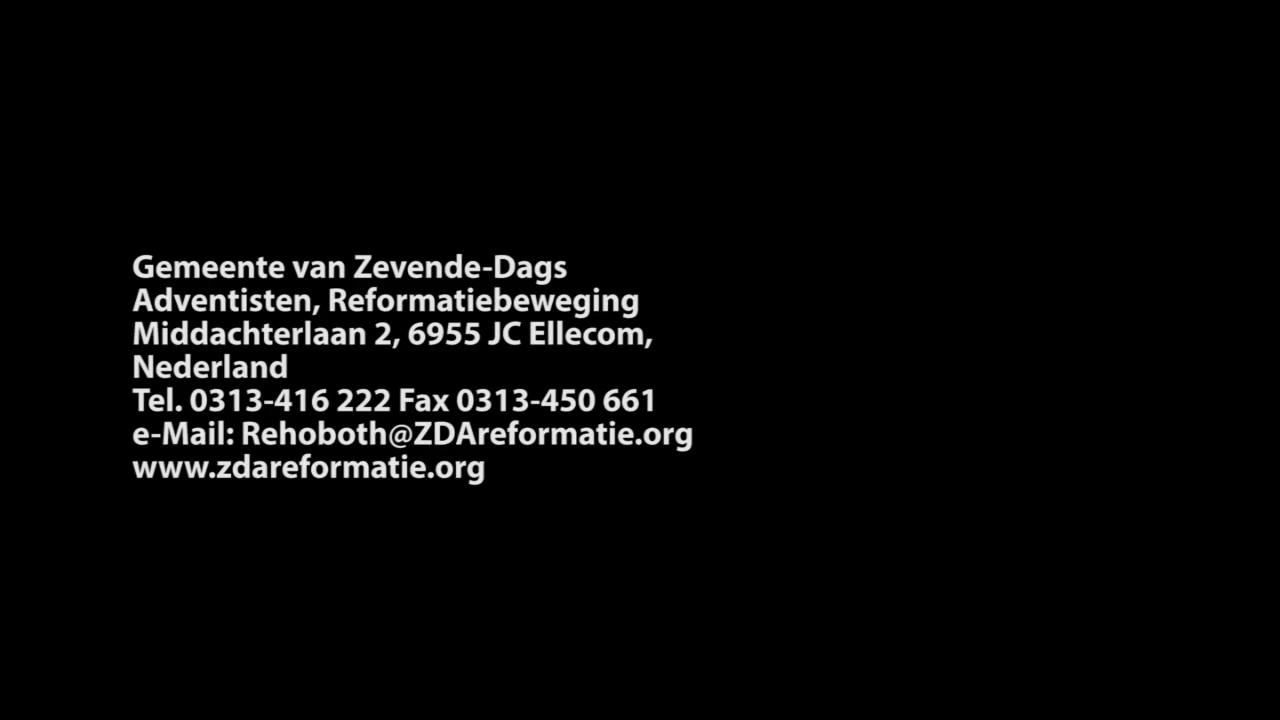 Gemeente van Zevende-Dags
Adventisten, Reformatiebeweging
Middachterlaan 2, 6955 JC Ellecom,
Nederland
Tel. 0313-416 222 Fax 0313-450 661
e-Mail: Rehoboth@ZDAreformatie.org
www.zdareformatie.org